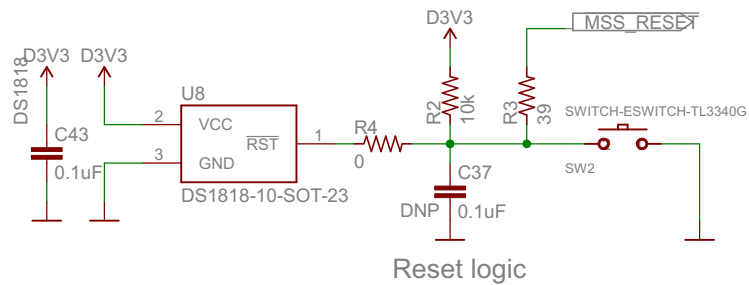 D3V3
MSS_RESET
D3V3
D3V3
DS1818
U8
R2
10k
R3
39
SWITCH-ESWITCH-TL3340G
C43
0.1uF
2
VCC
RST
1
R4
0
3
GND
C37
0.1uF
DNP
SW2
DS1818-10-SOT-23
Reset logic